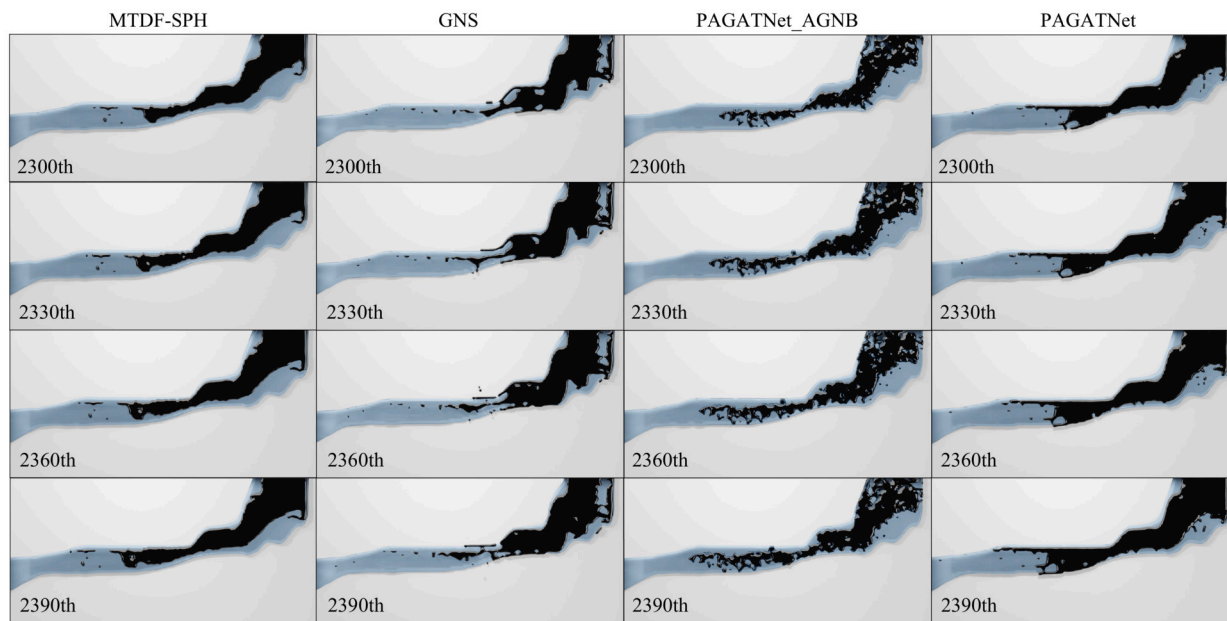 MTDF-SPH GNS PAGATNet_AGNB PAGATNet
2300th 2300th 2300th 2300th
2330th 2330th 2330th 2330th
2360th 2360th 2360th 2360th
2390th 2390th 2390th 2390th